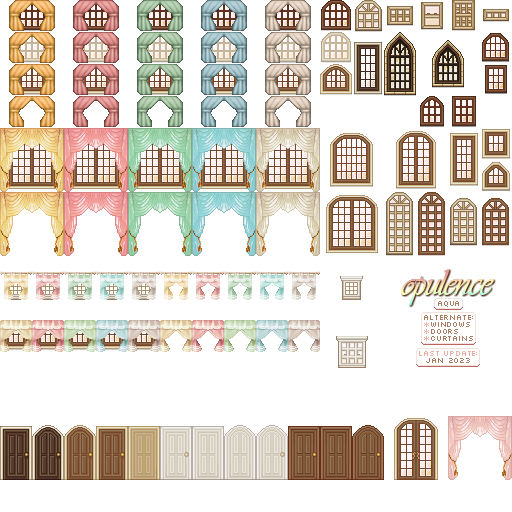 opulence
AQUA
ALTERNATE:
*WINDOWS
*DOORS
*CURTAINS
LAST UPDATE:
JAN 2023